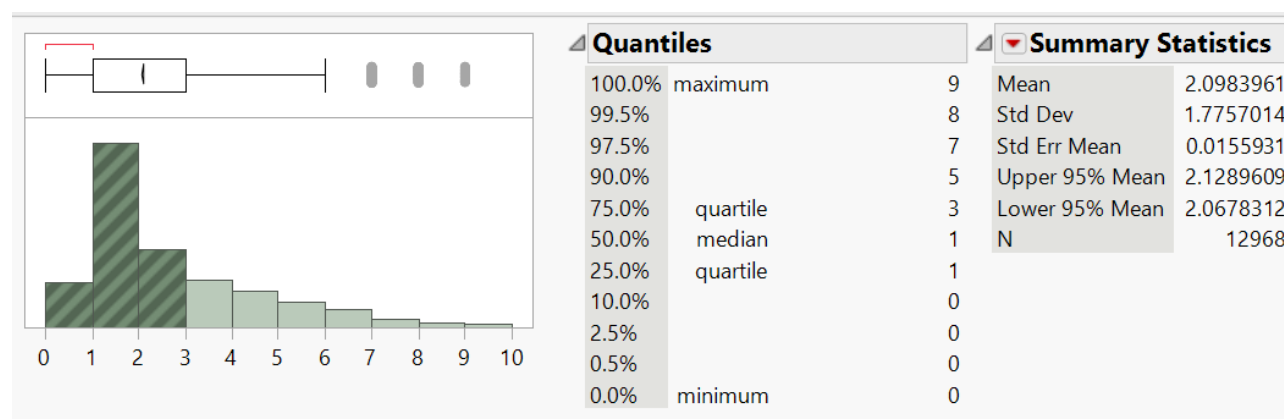 0 1 2 3 4 5 6 7 8 9 10
Quantiles
100.0% maximum 9
99.5% 8
97.5% 7
90.0% 5
75.0% quartile 3
50.0% median 1
25.0% quartile 1
10.0% 0
2.5% 0
0.5% 0
0.0% minimum 0
Summary Statistics
Mean 2.0983961
Std Dev 1.7757014
Std Err Mean 0.0155931
Upper 95% Mean 2.1289609
Lower 95% Mean 2.0678312
N 12968